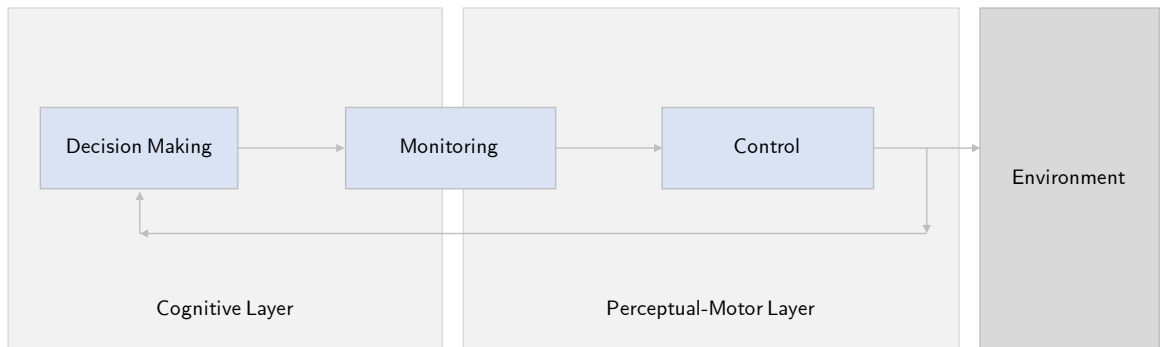 Decision Making
Monitoring
Control
Environment
Cognitive Layer
Perceptual-Motor Layer